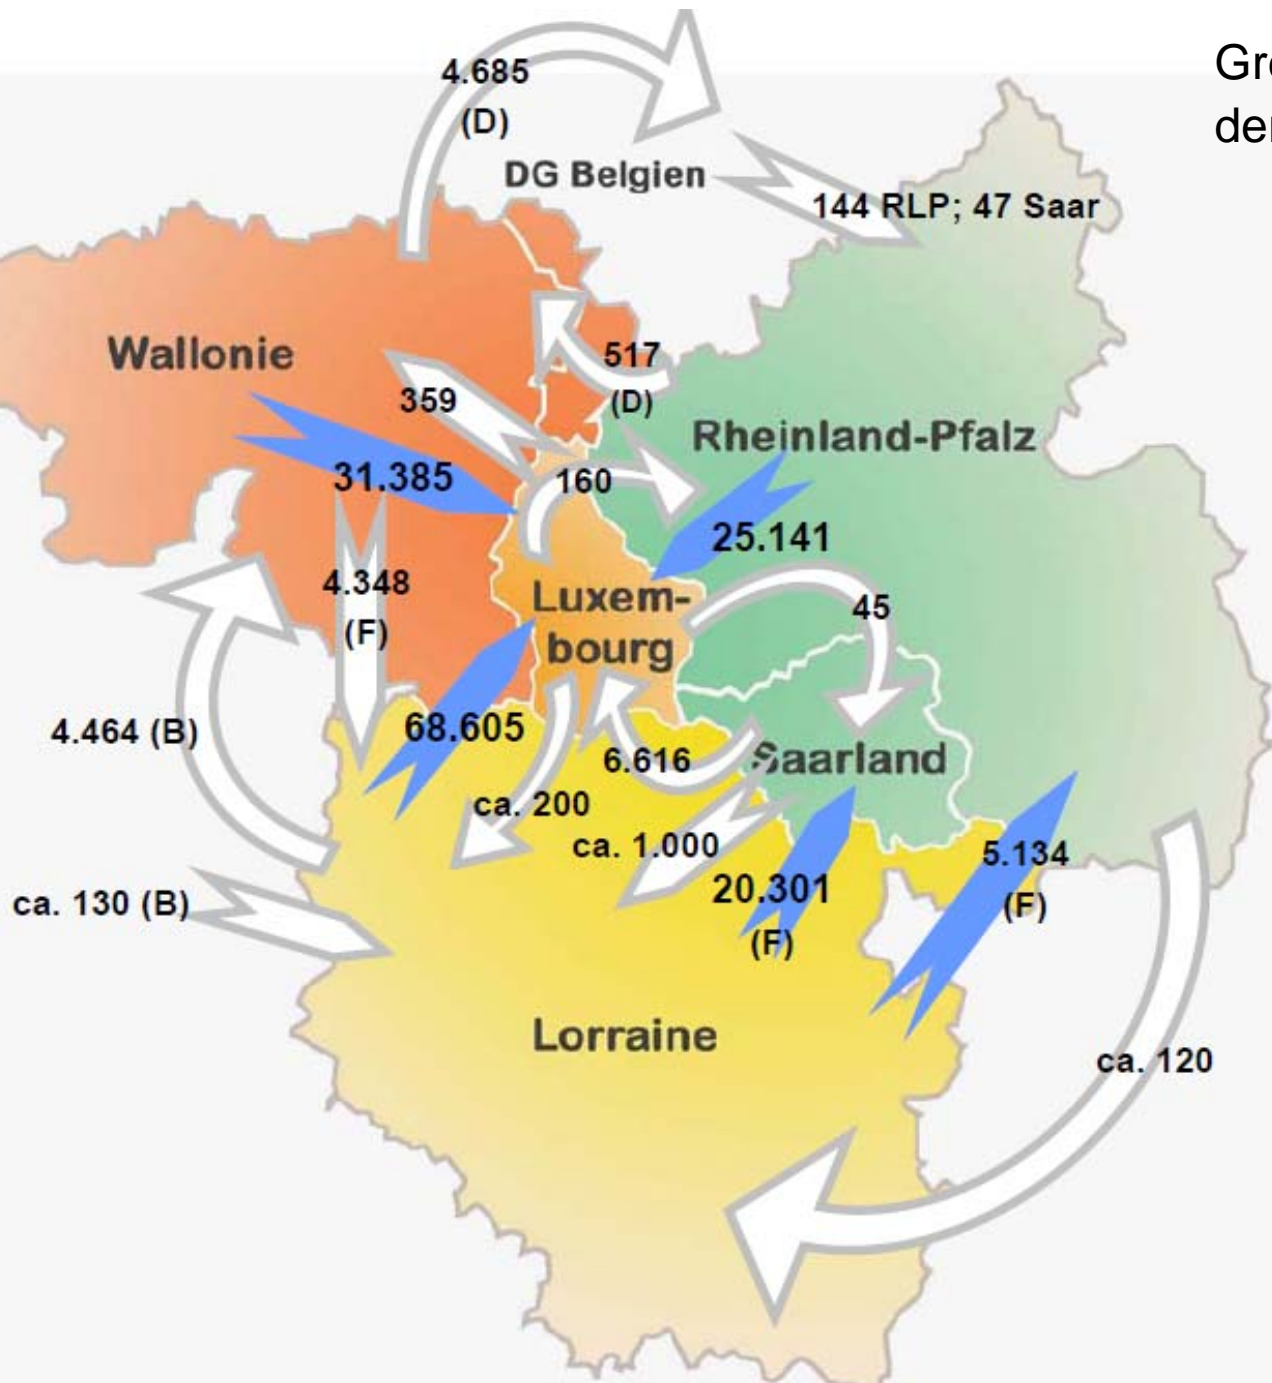 4.685
(D)
DG Belgien
144 RLP; 47 Saar
Wallonie
517
(D)
359
Rheinland-Pfalz
31.385
160
25.141
4.348
(F)
Luxem-
bourg
45
4.464 (B)
68.605
6.616
Saarland
ca. 200
ca. 1.000
20.301
(F)
5.134
(F)
ca. 130 (B)
Lorraine
ca. 120